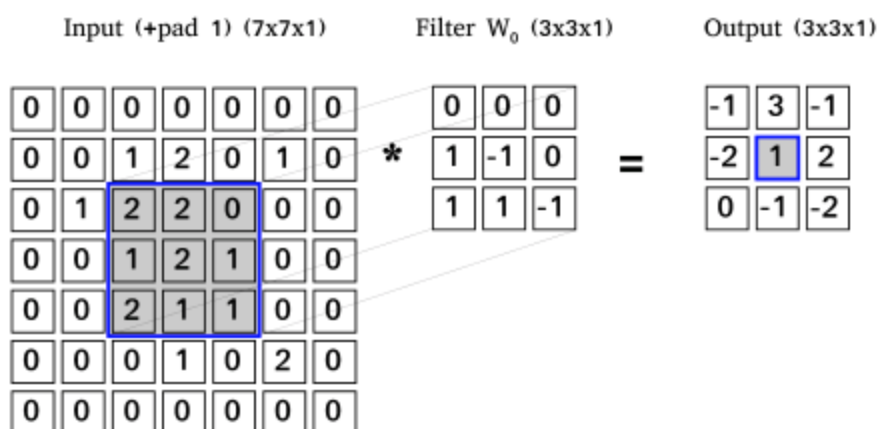 Input (+pad 1) (7x7x1) Filter W0 (3x3x1) Output (3x3x1)
0 0 0 0 0 0 0 0 0 0 -1 3 -1
0 0 1 2 0 1 0 * 1 -1 0 = -2 1 2
0 1 2 2 0 0 0 1 1 -1 0 -1 -2
0 0 1 2 1 0 0
0 0 2 1 1 0 0
0 0 0 1 0 2 0
0 0 0 0 0 0 0